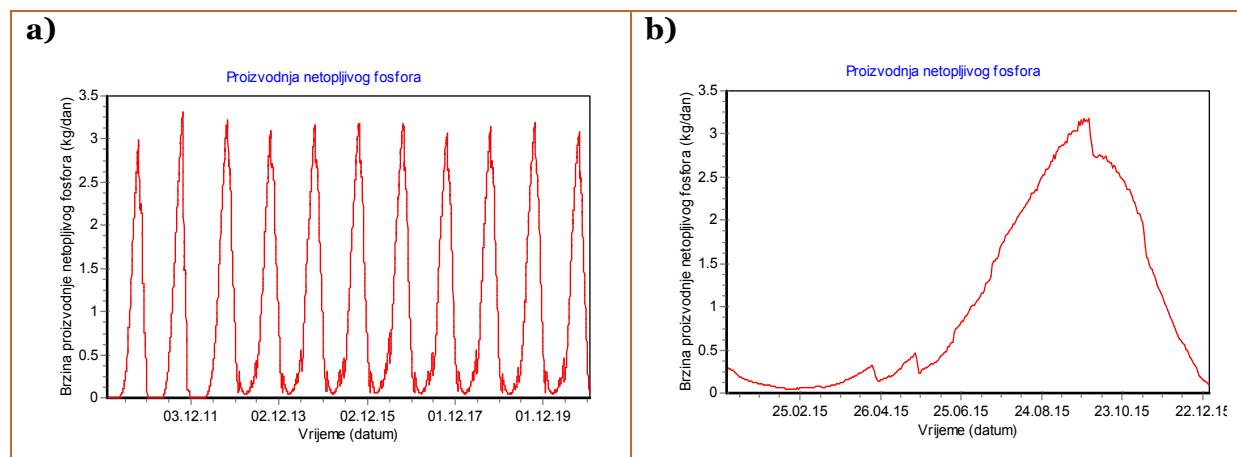 a)
Proizvodnja netopljivog fosfora
Brzina proizvodnje netopljivog fosfora (kg/dan)
3.5
3
2.5
2
1.5
1
0.5
0
03.12.11 02.12.13 02.12.15 01.12.17 01.12.19
Vrijeme (datum)
b)
Proizvodnja netopljivog fosfora
Brzina proizvodnje netopljivog fosfora (kg/dan)
3.5
3
2.5
2
1.5
1
0.5
0
25.02.15 26.04.15 25.06.15 24.08.15 23.10.15 22.12.15
Vrijeme (datum)